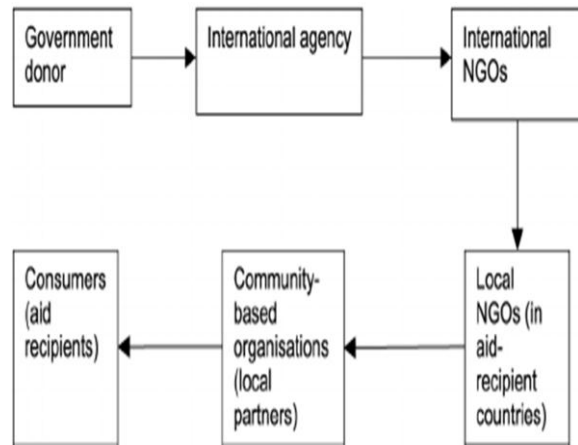 Government
donor
International agency
International
NGOs
Consumers
(aid
recipients)
Community-
based
organisations
(local
partners)
Local
NGOs (in
aid-
recipient
countries)